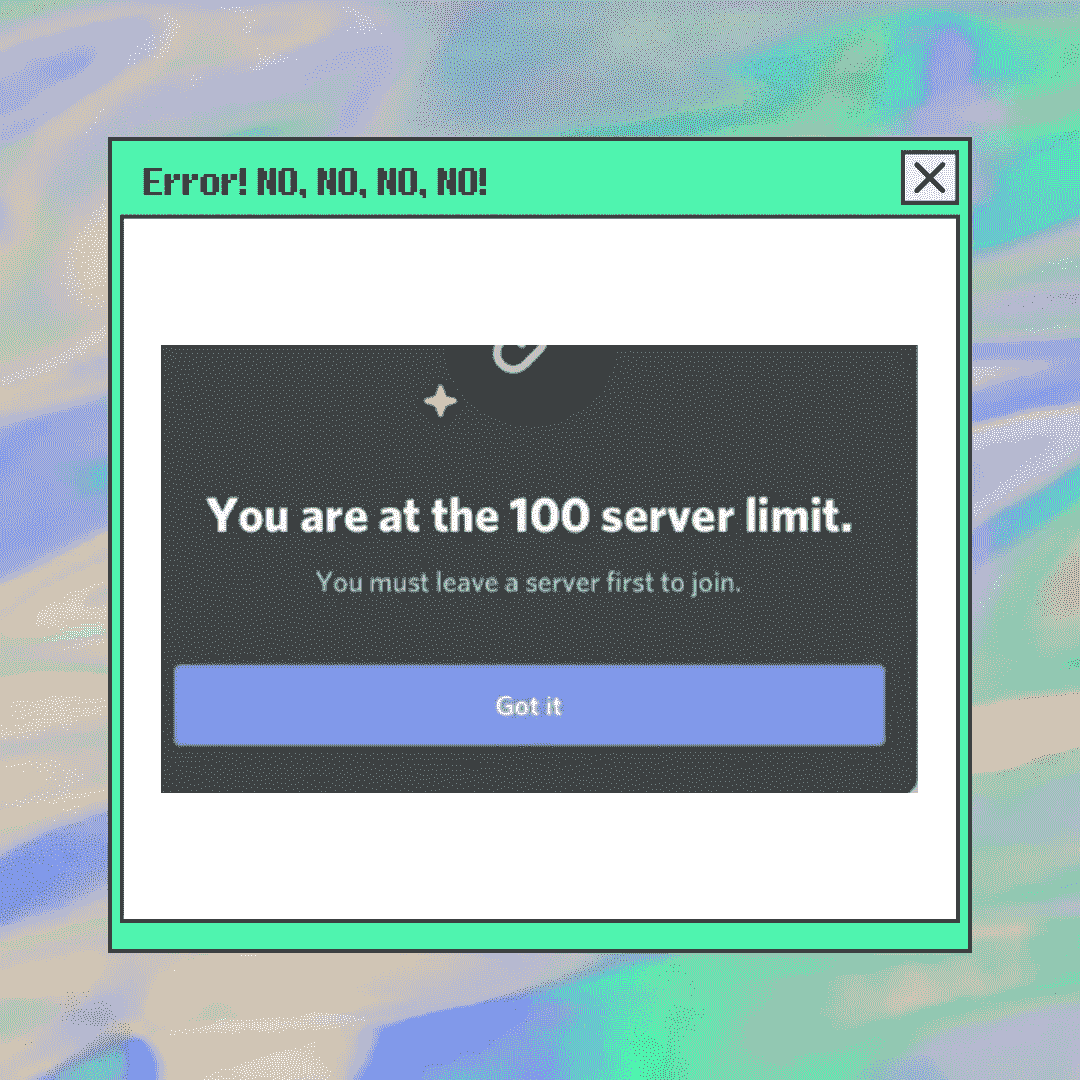 Error! NO, NO, NO, NO!
You are at the 100 server limit.
You must leave a server first to join.
Got it